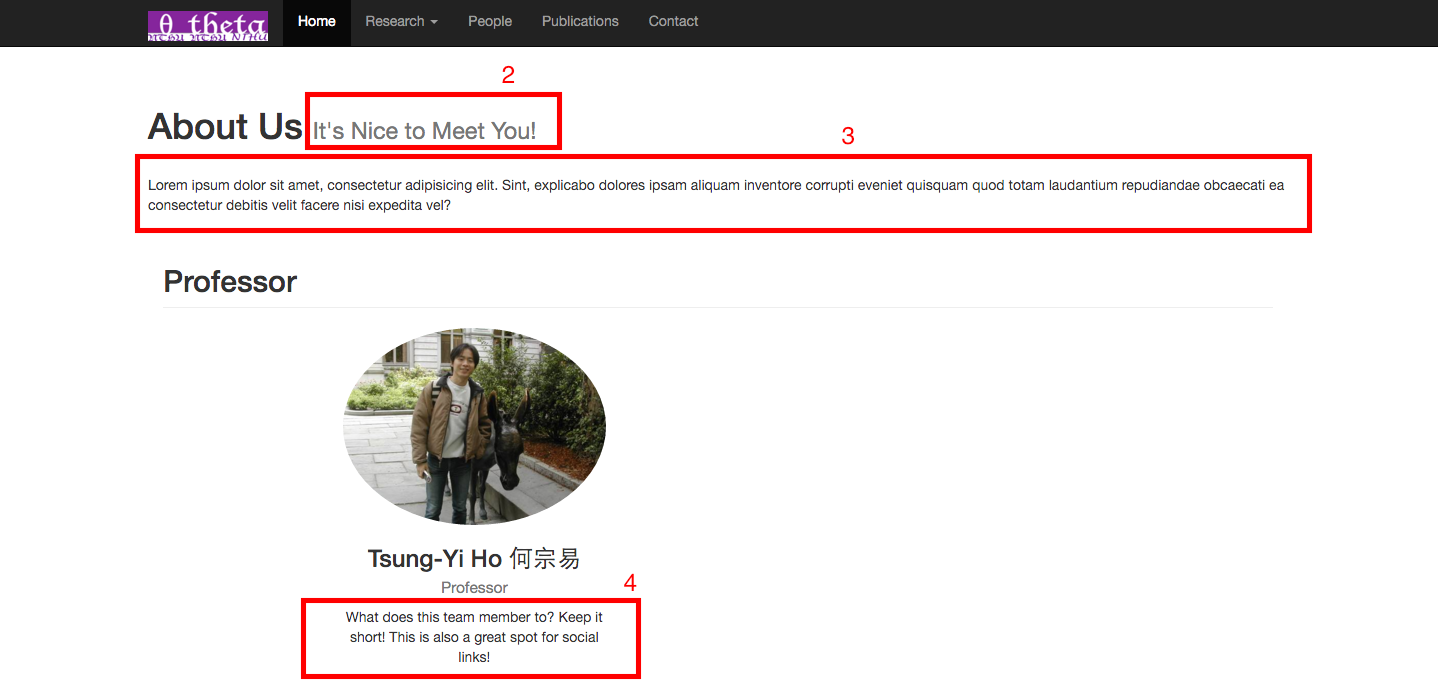 θ theta
NTHU NTHU NTHU
Home Research People Publications Contact
2
About Us It's Nice to Meet You!
3
Lorem ipsum dolor sit amet, consectetur adipisicing elit. Sint, explicabo dolores ipsam aliquam inventore corrupti eveniet quisquam quod totam laudantium repudiandae obcaecati ea
consectetur debitis velit facere nisi expedita vel?
Professor
Tsung-Yi Ho 何宗易
Professor
4
What does this team member to? Keep it
short! This is also a great spot for social
links!